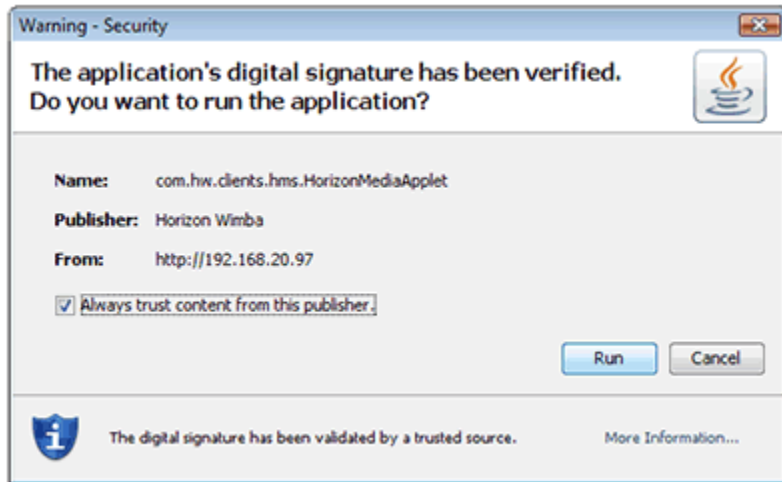 Warning - Security
The application's digital signature has been verified.
Do you want to run the application?
Name: com.hw.clients.hms.HorizonMediaApplet
Publisher: Horizon Wimba
From: http://192.168.20.97
Always trust content from this publisher.
Run Cancel
The digital signature has been validated by a trusted source. More Information...